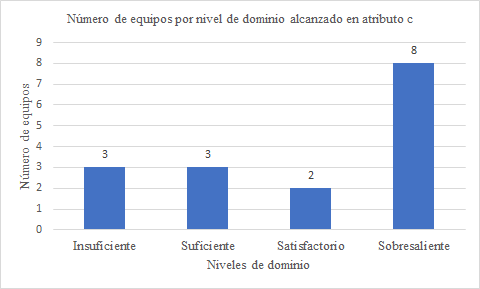 Número de equipos por nivel de dominio alcanzado en atributo c
Número de equipos
9
8
7
6
5
4
3
2
1
0
3
3
2
8
Insuficiente
Suficiente
Satisfactorio
Sobresaliente
Niveles de dominio